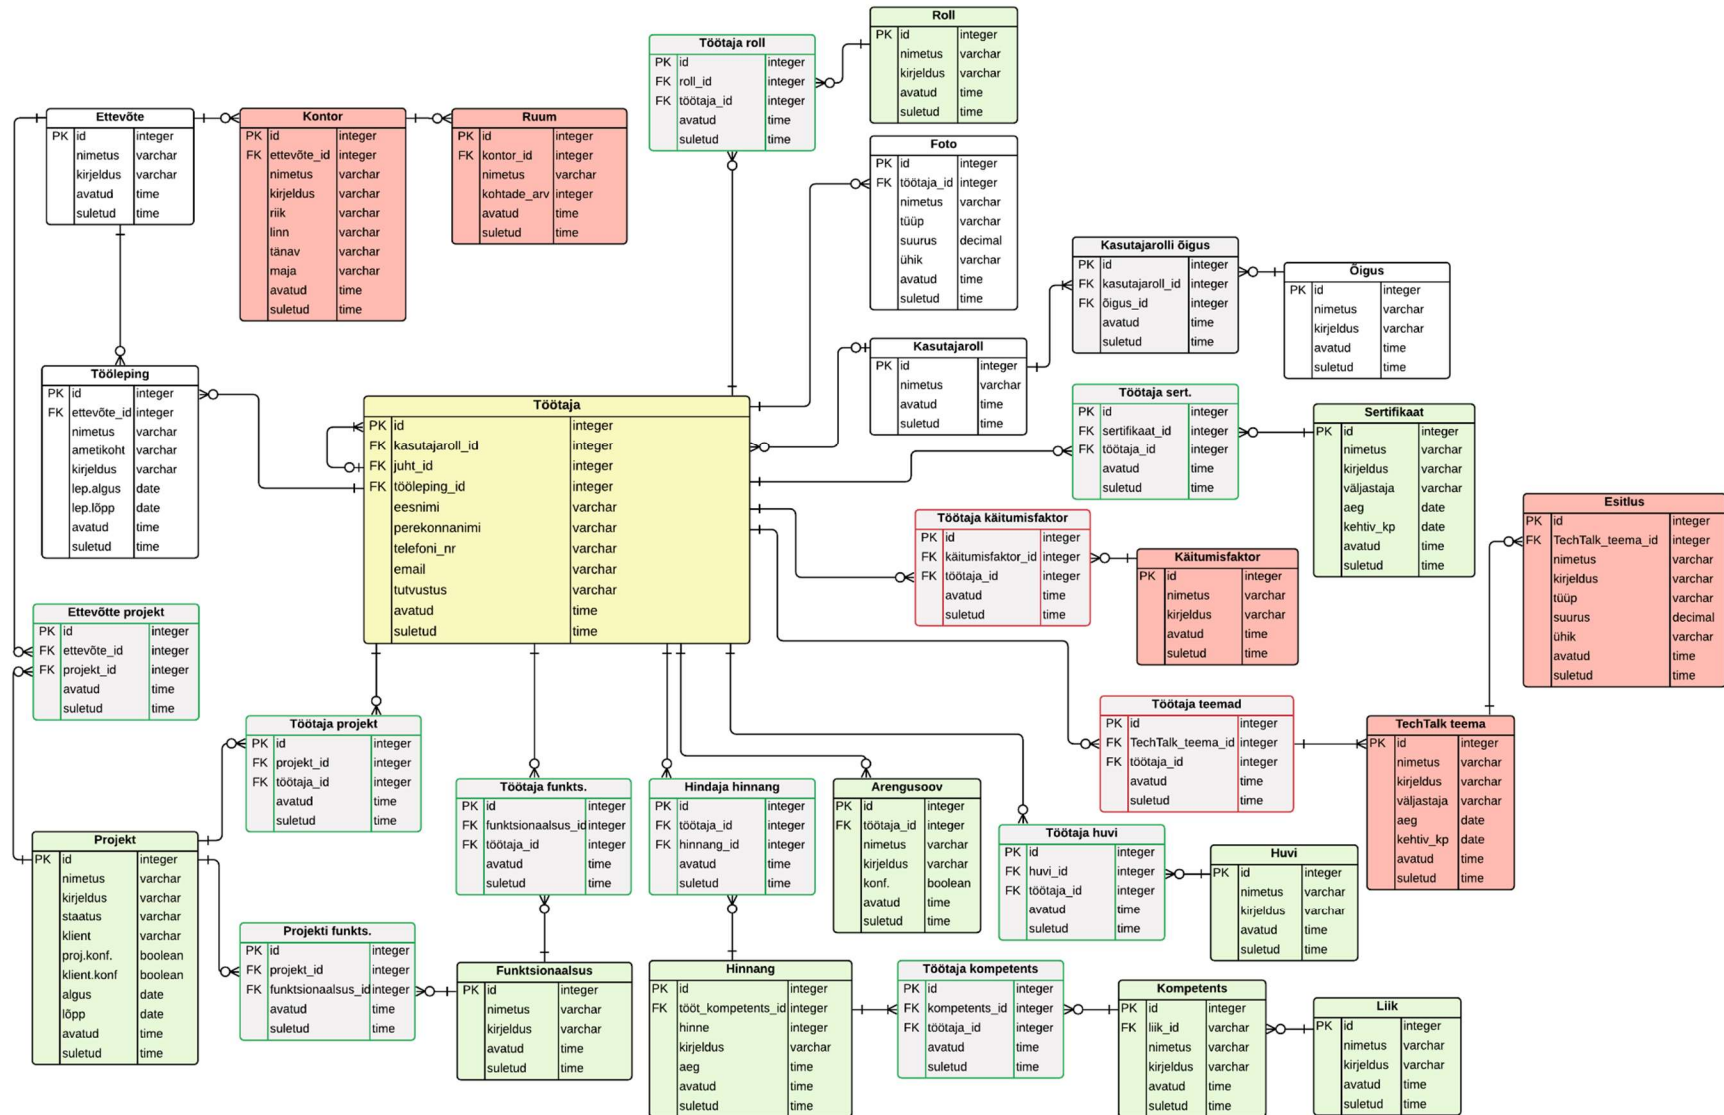 Roll
PK id integer
nimetus varchar
kirjeldus varchar
avatud time
suletud time
Töötaja roll
PK id integer
FK roll_id integer
FK töötaja_id integer
avatud time
suletud time
Ettevõte
PK id integer
nimetus varchar
kirjeldus varchar
avatud time
suletud time
Kontor
PK id integer
FK ettevõte_id integer
nimetus varchar
kirjeldus varchar
riik varchar
linn varchar
tänav varchar
maja varchar
avatud time
suletud time
Ruum
PK id integer
FK kontor_id integer
nimetus varchar
kohtade_arv integer
avatud time
suletud time
Foto
PK id integer
FK töötaja_id integer
nimetus varchar
tüüp varchar
suurus decimal
ühik varchar
avatud time
suletud time
Kasutajarolli õigus
PK id integer
FK kasutajaroll_id integer
FK õigus_id integer
avatud time
suletud time
Õigus
PK id integer
nimetus varchar
kirjeldus varchar
avatud time
suletud time
Kasutajaroll
PK id integer
nimetus varchar
avatud time
suletud time
Tööleping
PK id integer
FK ettevõte_id integer
nimetus varchar
ametikoht varchar
kirjeldus varchar
lep.algus date
lep.lõpp date
avatud time
suletud time
Töötaja
PK id integer
FK kasutajaroll_id integer
FK juht_id integer
FK tööleping_id integer
eesnimi varchar
perekonnanimi varchar
telefoni_nr varchar
email varchar
tutvustus varchar
avatud time
suletud time
Töötaja sert.
PK id integer
FK sertifikaat_id integer
FK töötaja_id integer
avatud time
suletud time
Sertifikaat
PK id integer
nimetus varchar
kirjeldus varchar
väljastaja varchar
aeg date
kehtiv_kp date
avatud time
suletud time
Esitlus
PK id integer
FK TechTalk_teema_id integer
nimetus varchar
kirjeldus varchar
tüüp varchar
suurus decimal
ühik varchar
avatud time
suletud time
Töötaja käitumisfaktor
PK id integer
FK käitumisfaktor_id integer
FK töötaja_id integer
avatud time
suletud time
Käitumisfaktor
PK id integer
nimetus varchar
kirjeldus varchar
avatud time
suletud time
Ettevõtte projekt
PK id integer
FK ettevõte_id integer
FK projekt_id integer
avatud time
suletud time
Töötaja teemad
PK id integer
FK TechTalk_teema_id integer
FK töötaja_id integer
avatud time
suletud time
TechTalk teema
PK id integer
nimetus varchar
kirjeldus varchar
väljastaja varchar
aeg date
kehtiv_kp date
avatud time
suletud time
Töötaja projekt
PK id integer
FK projekt_id integer
FK töötaja_id integer
avatud time
suletud time
Töötaja funkts.
PK id integer
FK funktsionaalsus_id integer
FK töötaja_id integer
avatud time
suletud time
Hindaja hinnang
PK id integer
FK töötaja_id integer
FK hinnang_id integer
avatud time
suletud time
Arengusoov
PK id integer
FK töötaja_id integer
nimetus varchar
kirjeldus varchar
konf. boolean
avatud time
suletud time
Töötaja huvi
PK id integer
FK huvi_id integer
FK töötaja_id integer
avatud time
suletud time
Huvi
PK id integer
nimetus varchar
kirjeldus varchar
avatud time
suletud time
Projekt
PK id integer
nimetus varchar
kirjeldus varchar
staatus varchar
klient varchar
proj.konf. boolean
klient.konf boolean
algus date
lõpp date
avatud time
suletud time
Projekti funkts.
PK id integer
FK projekt_id integer
FK funktsionaalsus_id integer
avatud time
suletud time
Funktsionaalsus
PK id integer
nimetus varchar
kirjeldus varchar
avatud time
suletud time
Hinnang
PK id integer
FK tööt_kompetents_id integer
hinne integer
kirjeldus varchar
aeg time
avatud time
suletud time
Töötaja kompetents
PK id integer
FK kompetents_id integer
FK töötaja_id integer
avatud time
suletud time
Kompetents
PK id integer
FK liik_id varchar
nimetus varchar
kirjeldus varchar
avatud time
suletud time
Liik
PK id integer
nimetus varchar
kirjeldus varchar
avatud time
suletud time